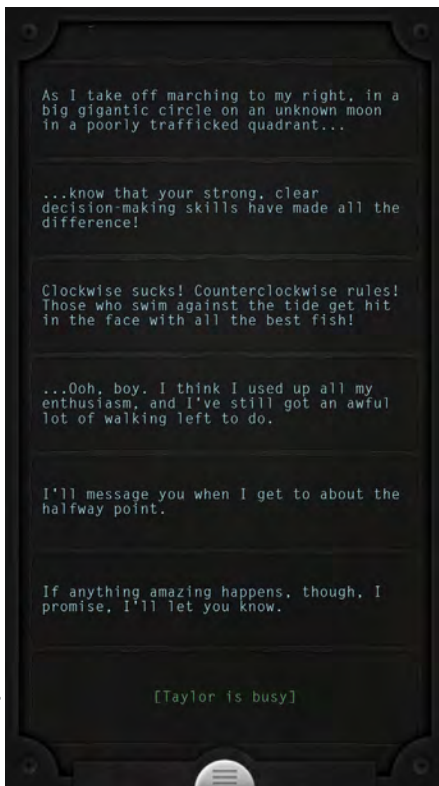 As I take off marching to my right, in a
big gigantic circle on an unknown moon
in a poorly trafficked quadrant...
...know that your strong, clear
decision-making skills have made all the
difference!
Clockwise sucks! Counterclockwise rules!
Those who swim against the tide get hit
in the face with all the best fish!
...Ooh, boy. I think I used up all my
enthusiasm, and I've still got an awful
lot of walking left to do.
I'll message you when I get to about the
halfway point.
If anything amazing happens, though, I
promise, I'll let you know.
[Taylor is busy]